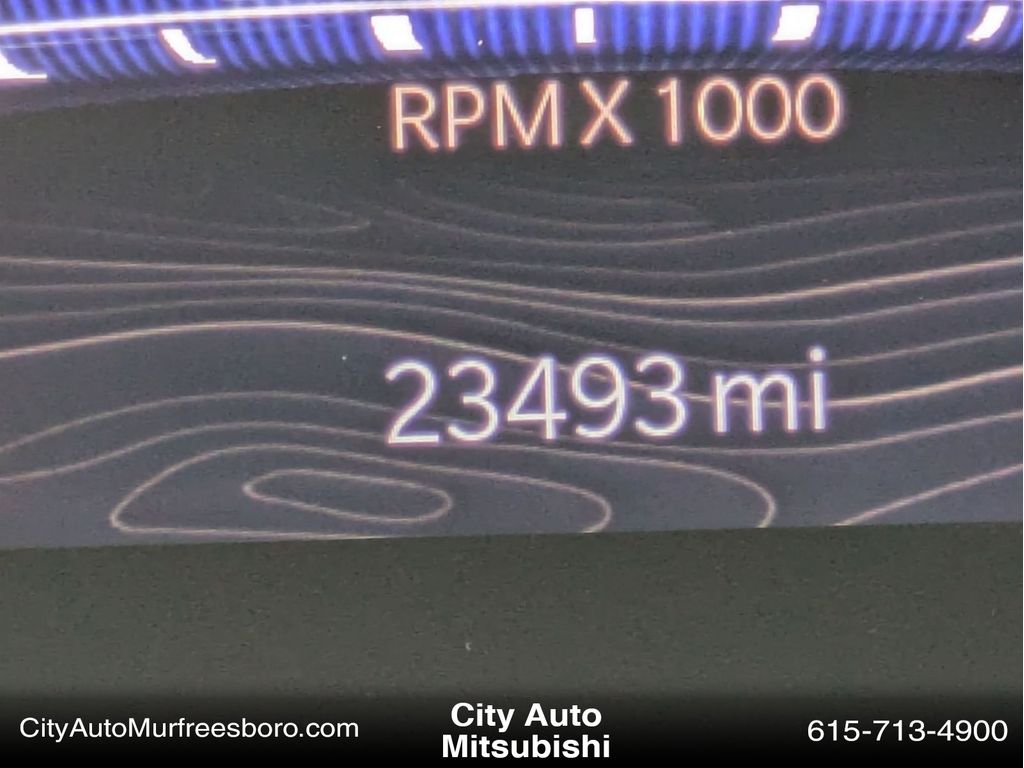 RPM X 1000
23493 mi
CityAutoMurfreesboro.com
City Auto
Mitsubishi
615-713-4900